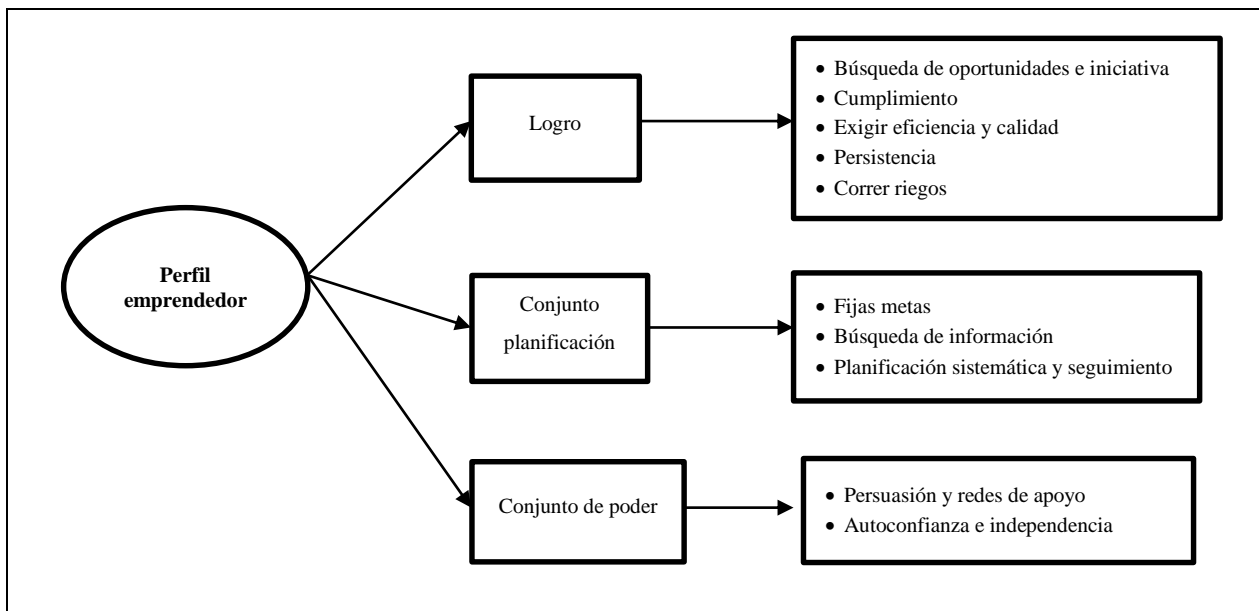 Perfil
emprendedor
Logro
• Búsqueda de oportunidades e iniciativa
• Cumplimiento
• Exigir eficiencia y calidad
• Persistencia
• Correr riegos
Conjunto
planificación
• Fijas metas
• Búsqueda de información
• Planificación sistemática y seguimiento
Conjunto de poder
• Persuasión y redes de apoyo
• Autoconfianza e independencia